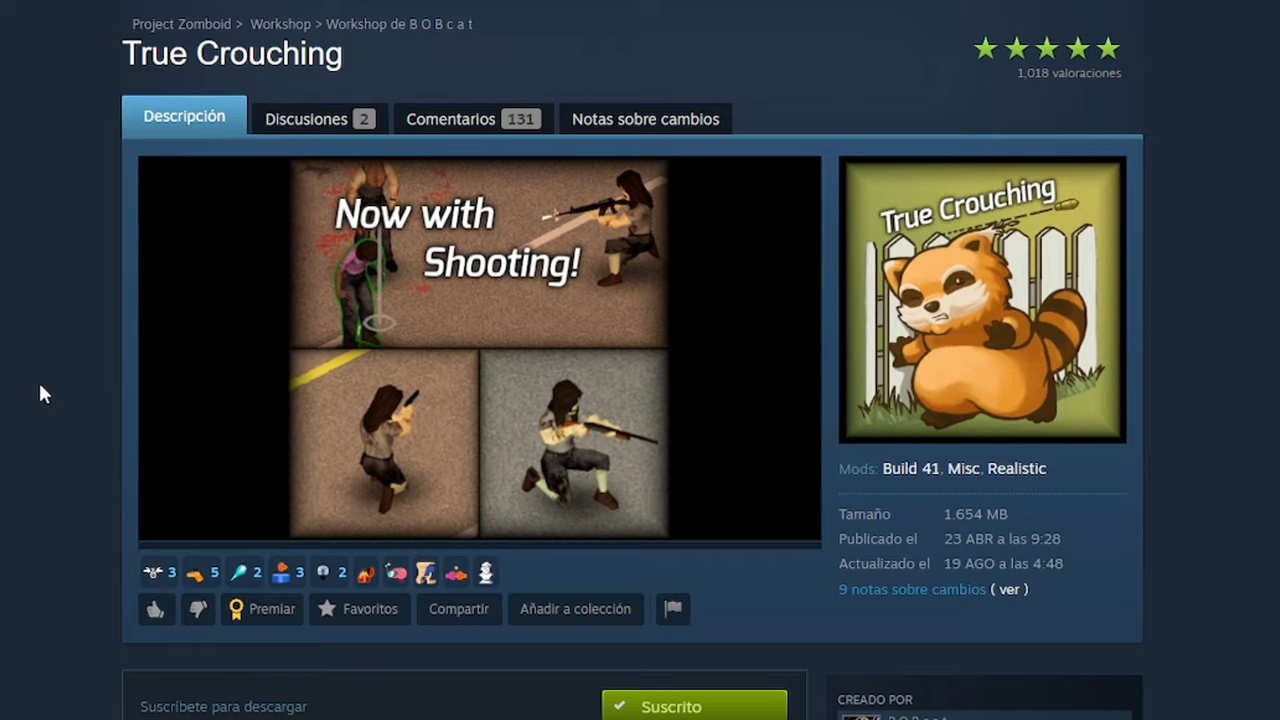 Project Zomboid > Workshop > Workshop de B O B c a t
True Crouching
1,018 valoraciones
Descripción
Discusiones 2
Comentarios 131
Notas sobre cambios
Now with
Shooting!
True Crouching
Mods: Build 41, Misc, Realistic
Tamaño 1.654 MB
Publicado el 23 ABR a las 9:28
Actualizado el 19 AGO a las 4:48
9 notas sobre cambios ( ver )
3 5 2 3 2
Premiar
Favoritos
Compartir
Añadir a colección
Suscríbete para descargar
Suscrito
CREADO POR
B O B c a t